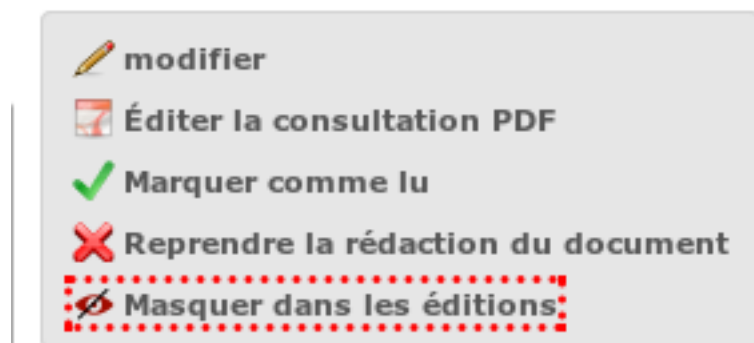 modifier
Éditer la consultation PDF
Marquer comme lu
Reprendre la rédaction du document
Masquer dans les éditions